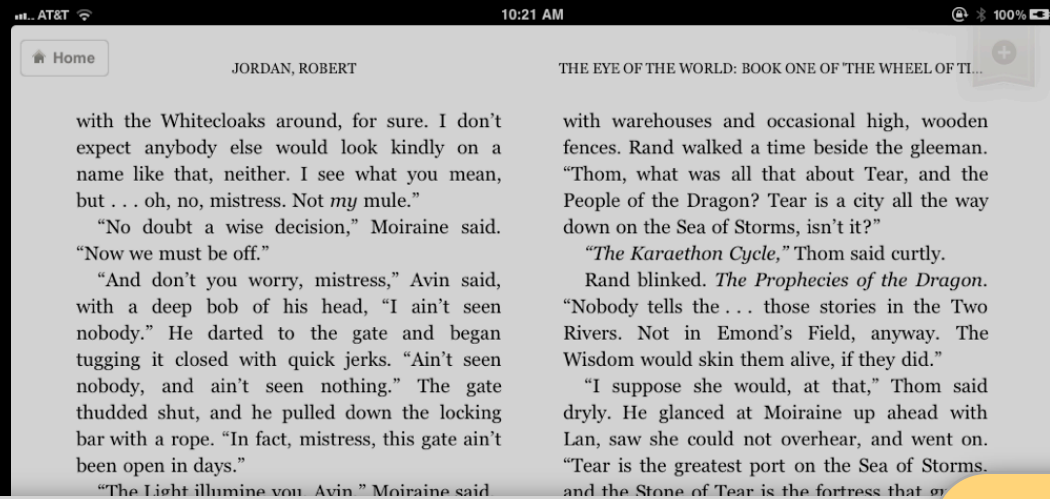 AT&T
10:21 AM
100%
Home
JORDAN, ROBERT
THE EYE OF THE WORLD: BOOK ONE OF 'THE WHEEL OF TI...
with the Whitecloaks around, for sure. I don’t
expect anybody else would look kindly on a
name like that, neither. I see what you mean,
but . . . oh, no, mistress. Not my mule.”
“No doubt a wise decision,” Moiraine said.
“Now we must be off.”
“And don’t you worry, mistress,” Avin said,
with a deep bob of his head, “I ain’t seen
nobody.” He darted to the gate and began
tugging it closed with quick jerks. “Ain’t seen
nobody, and ain’t seen nothing.” The gate
thudded shut, and he pulled down the locking
bar with a rope. “In fact, mistress, this gate ain’t
been open in days.”
“The Light illumine you, Avin,” Moiraine said.
with warehouses and occasional high, wooden
fences. Rand walked a time beside the gleeman.
“Thom, what was all that about Tear, and the
People of the Dragon? Tear is a city all the way
down on the Sea of Storms, isn’t it?”
“The Karaethon Cycle,” Thom said curtly.
Rand blinked. The Prophecies of the Dragon.
“Nobody tells the . . . those stories in the Two
Rivers. Not in Emond’s Field, anyway. The
Wisdom would skin them alive, if they did.”
“I suppose she would, at that,” Thom said
dryly. He glanced at Moiraine up ahead with
Lan, saw she could not overhear, and went on.
“Tear is the greatest port on the Sea of Storms,
and the Stone of Tear is the fortress that